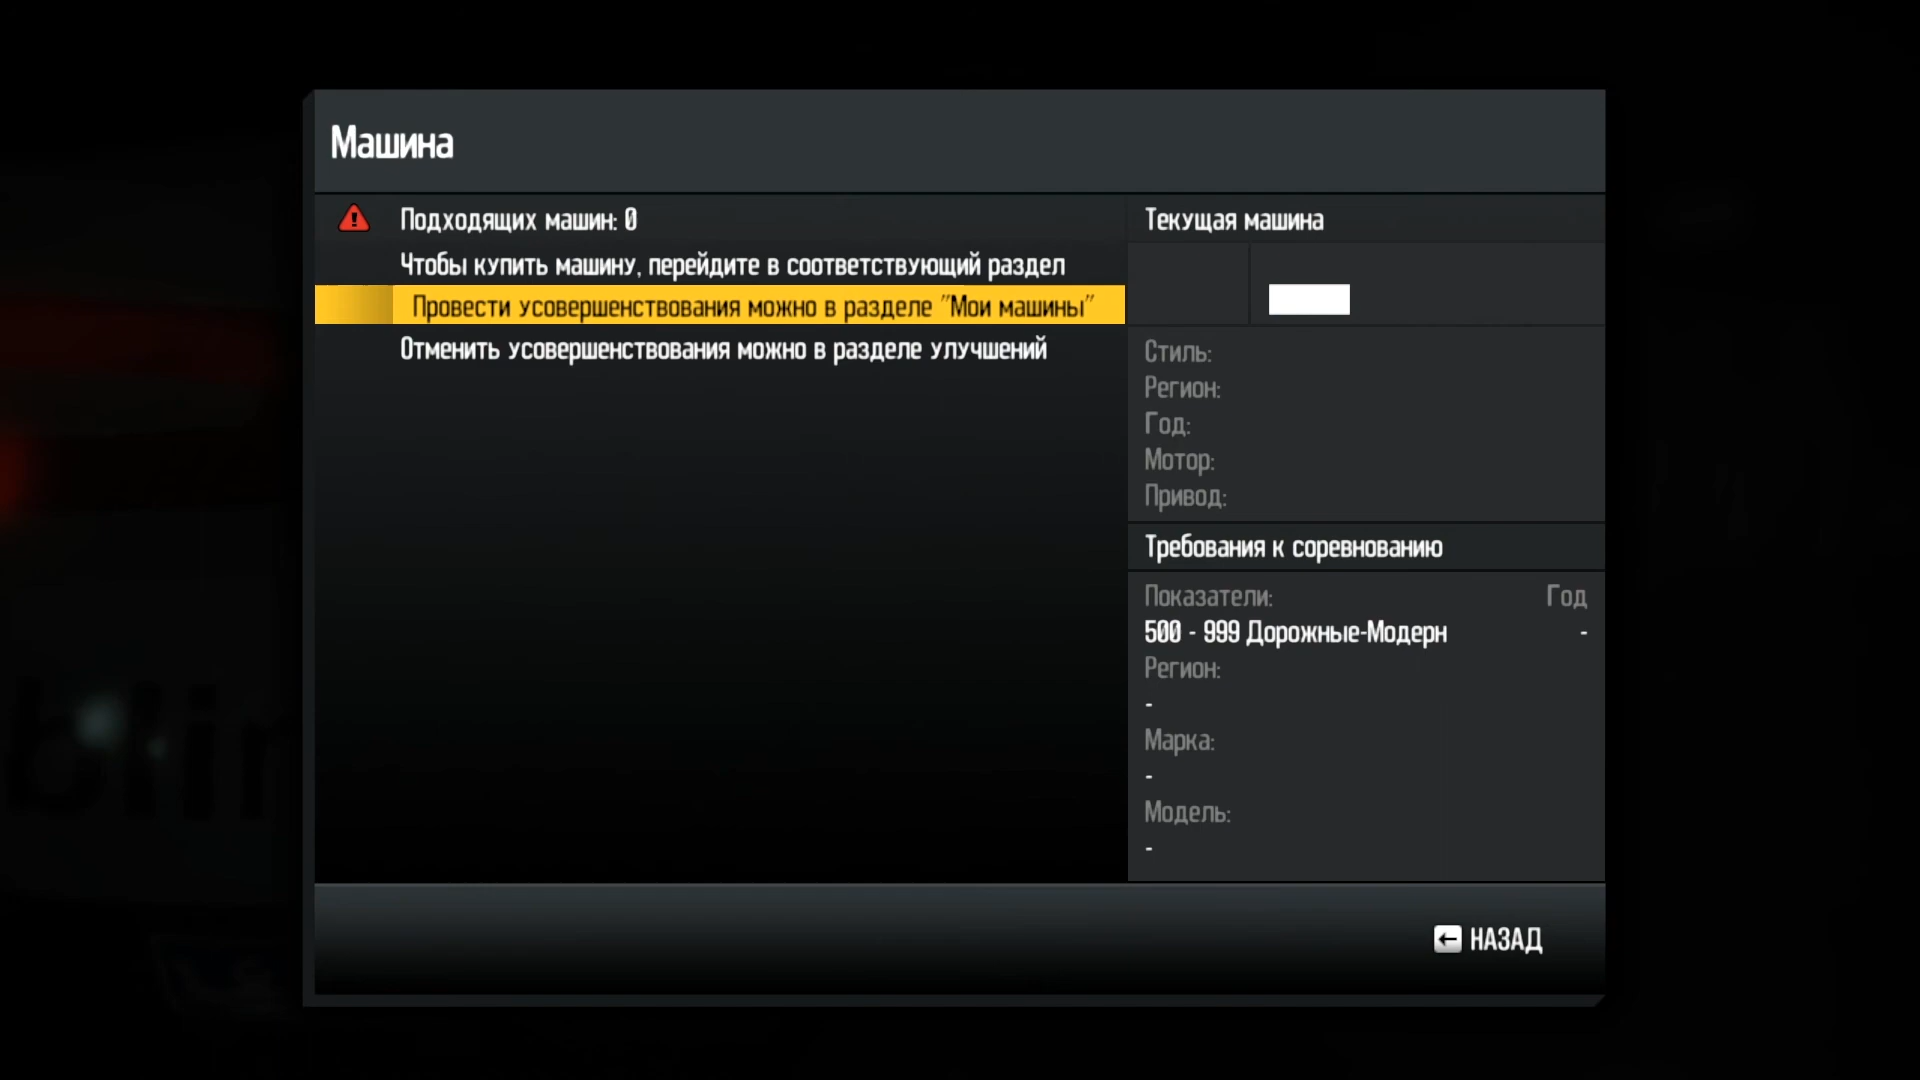 Машина
Подходящих машин: 0
Чтобы купить машину, перейдите в соответствующий раздел
Провести усовершенствования можно в разделе "Мои машины"
Отменить усовершенствования можно в разделе улучшений
Текущая машина
Стиль:
Регион:
Год:
Мотор:
Привод:
Требования к соревнованию
Показатели: Год
500 - 999 Дорожные-Модерн -
Регион:
-
Марка:
-
Модель:
-
НАЗАД